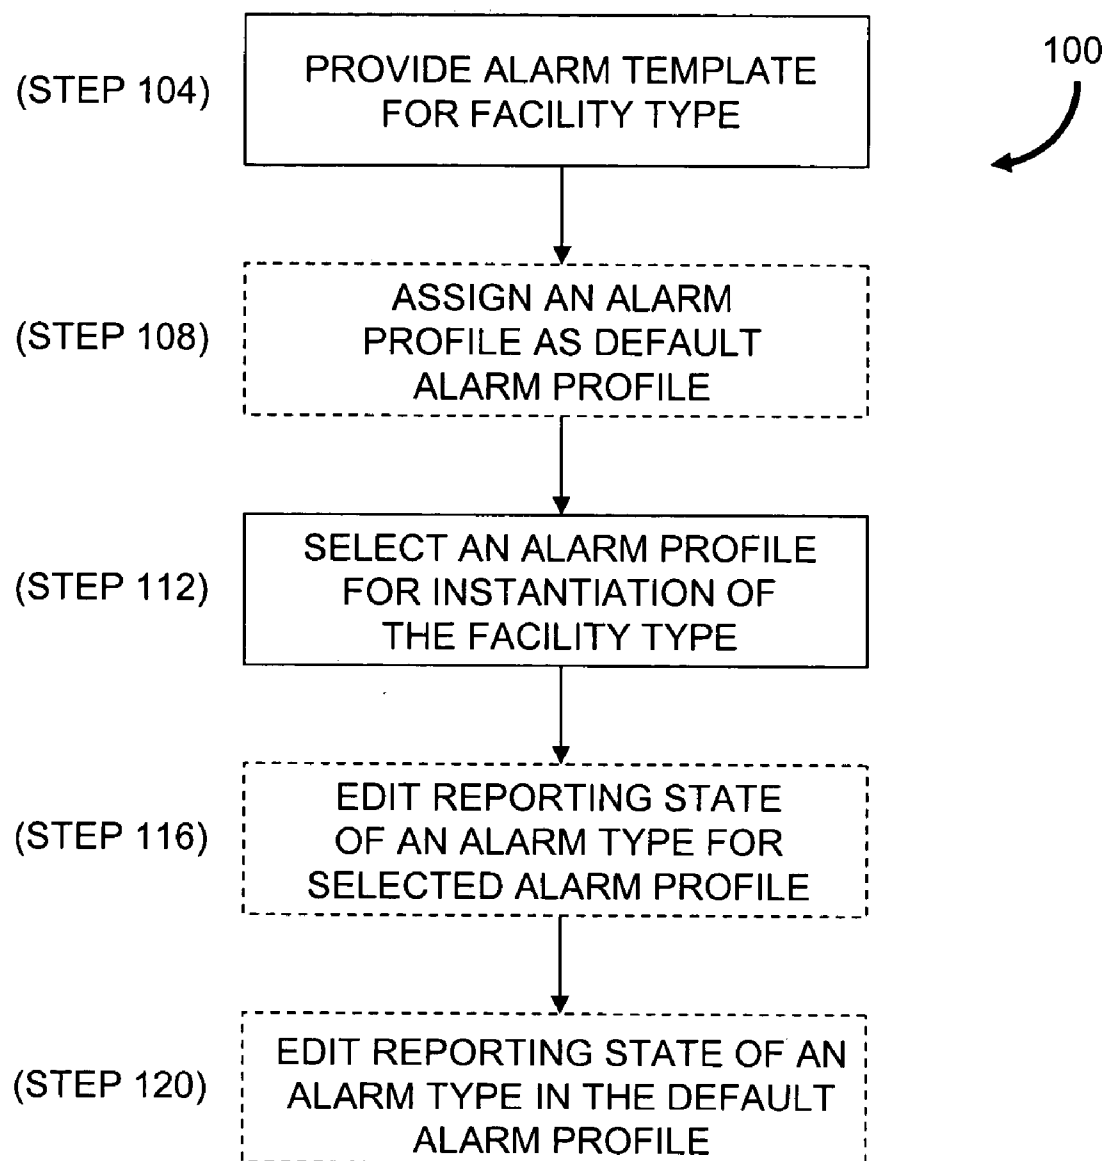 100
(STEP 104)
PROVIDE ALARM TEMPLATE
FOR FACILITY TYPE
(STEP 108)
ASSIGN AN ALARM
PROFILE AS DEFAULT
ALARM PROFILE
(STEP 112)
SELECT AN ALARM PROFILE
FOR INSTANTIATION OF
THE FACILITY TYPE
(STEP 116)
EDIT REPORTING STATE
OF AN ALARM TYPE FOR
SELECTED ALARM PROFILE
(STEP 120)
EDIT REPORTING STATE OF AN
ALARM TYPE IN THE DEFAULT
ALARM PROFILE